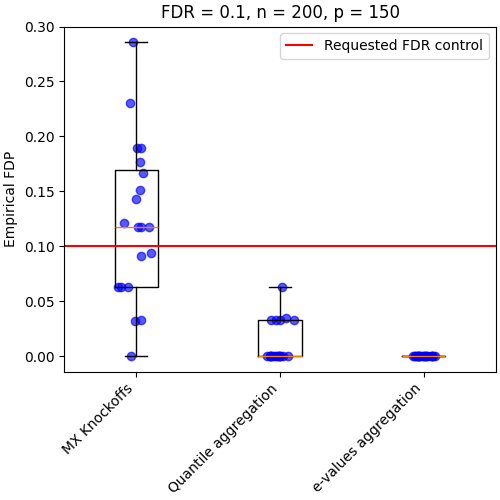 FDR = 0.1, n = 200, p = 150
Requested FDR control
Empirical FDP
0.30
0.25
0.20
0.15
0.10
0.05
0.00
MX Knockoffs
Quantile aggregation
e-values aggregation